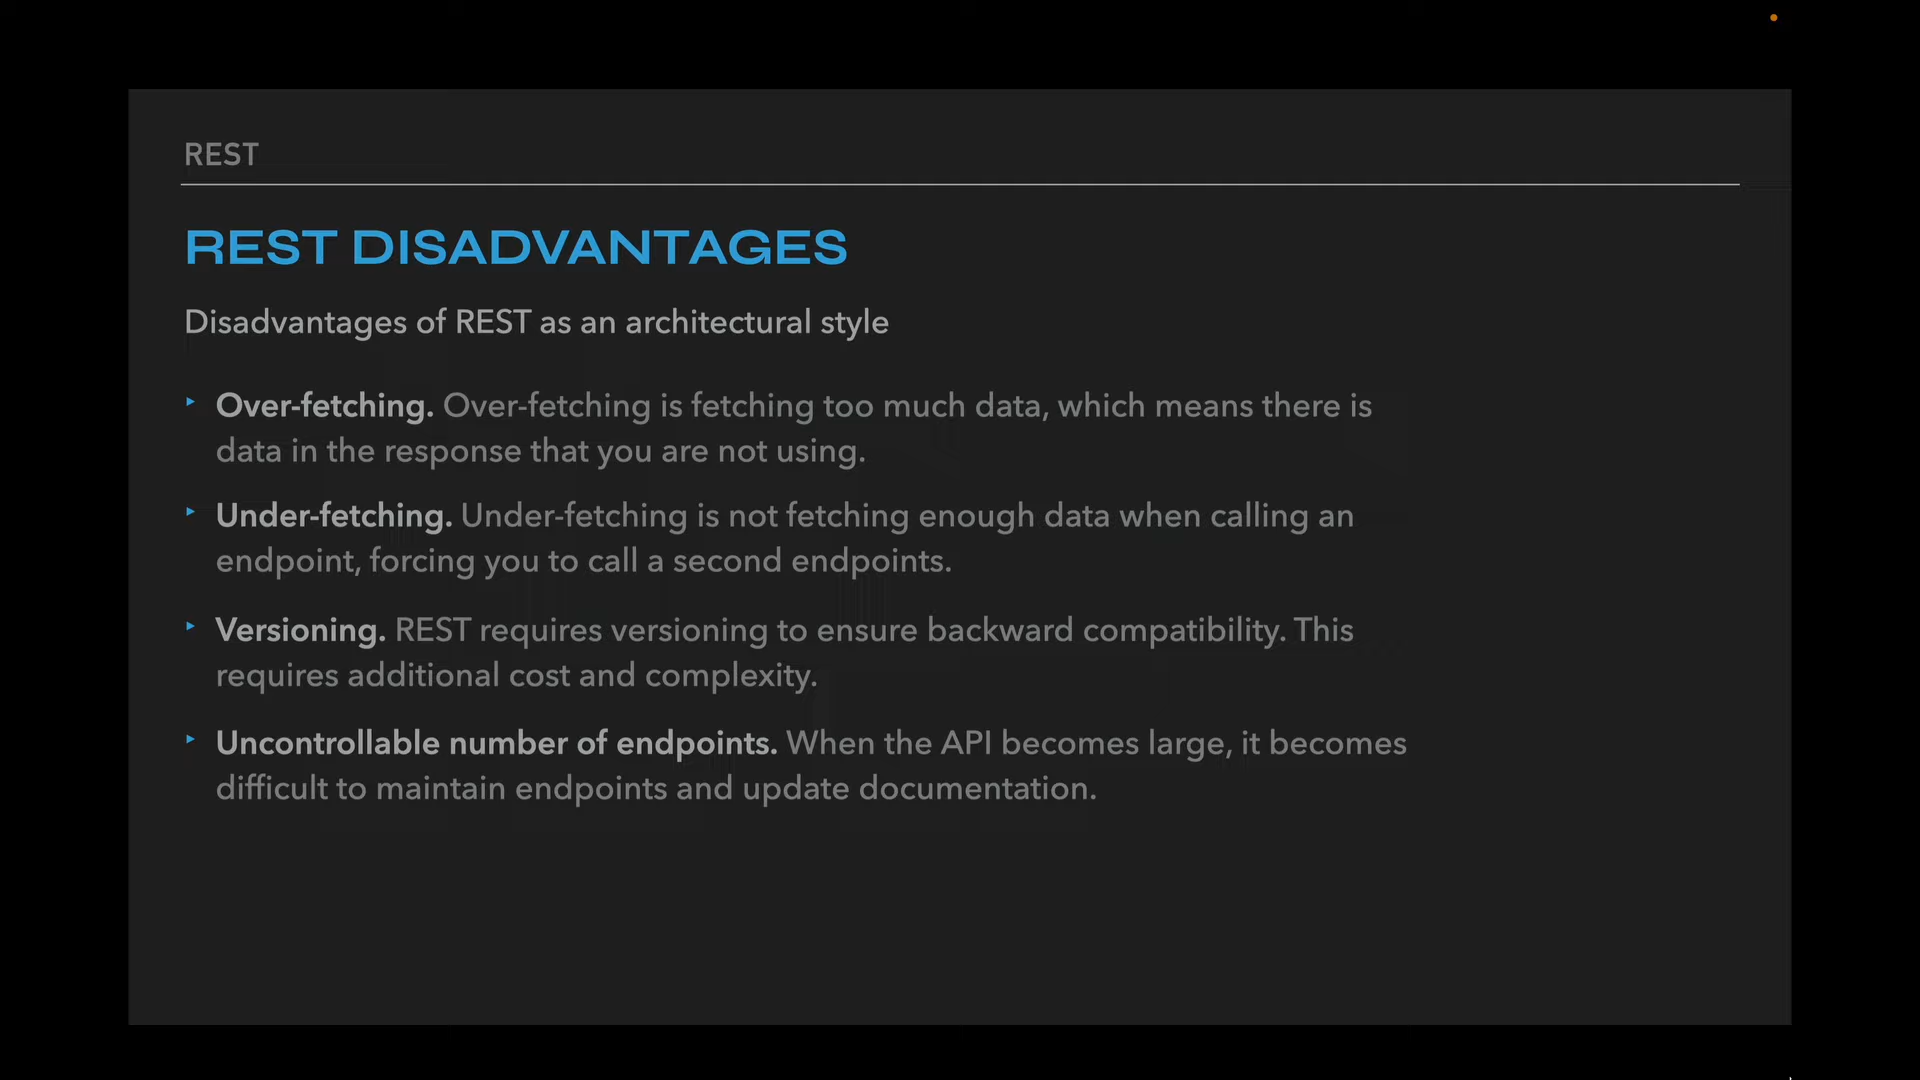 REST
REST DISADVANTAGES
Disadvantages of REST as an architectural style
‣ Over-fetching. Over-fetching is fetching too much data, which means there is
data in the response that you are not using.
‣ Under-fetching. Under-fetching is not fetching enough data when calling an
endpoint, forcing you to call a second endpoints.
‣ Versioning. REST requires versioning to ensure backward compatibility. This
requires additional cost and complexity.
‣ Uncontrollable number of endpoints. When the API becomes large, it becomes
difficult to maintain endpoints and update documentation.